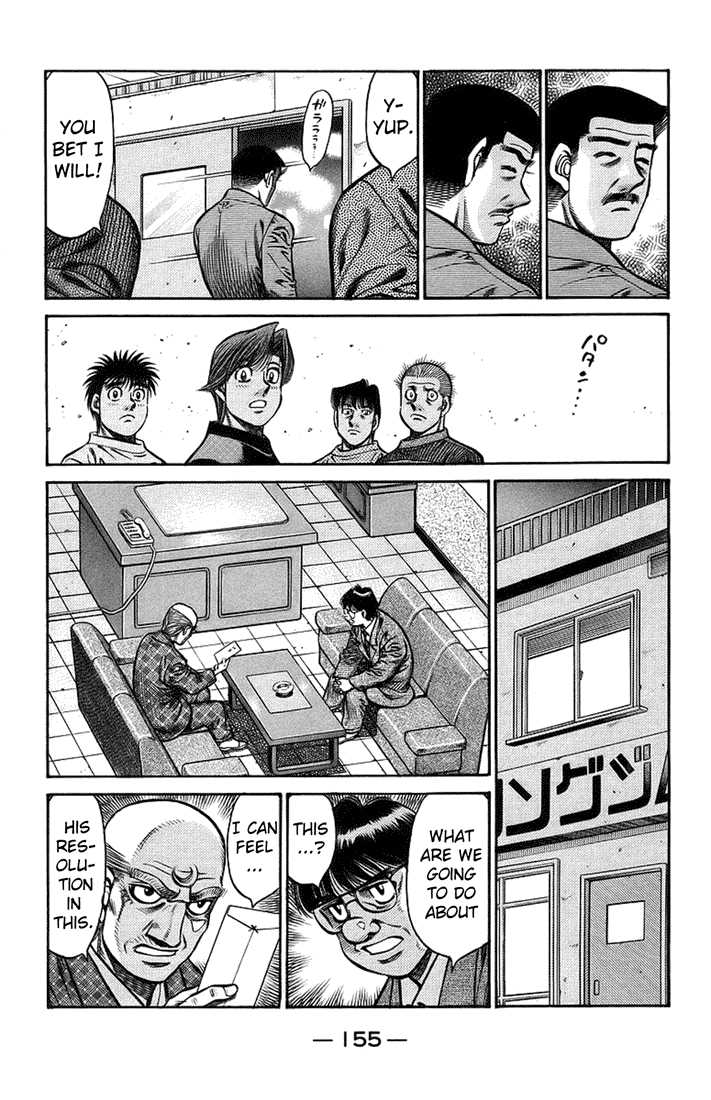 Y-
YUP.
ガラララ…
YOU
BET I
WILL!
パタン……
ングジム
WHAT
ARE WE
GOING
TO DO
ABOUT
THIS
...?
I CAN
FEEL
...
HIS
RES-
OLU-
TION
IN
THIS.
— 155 —